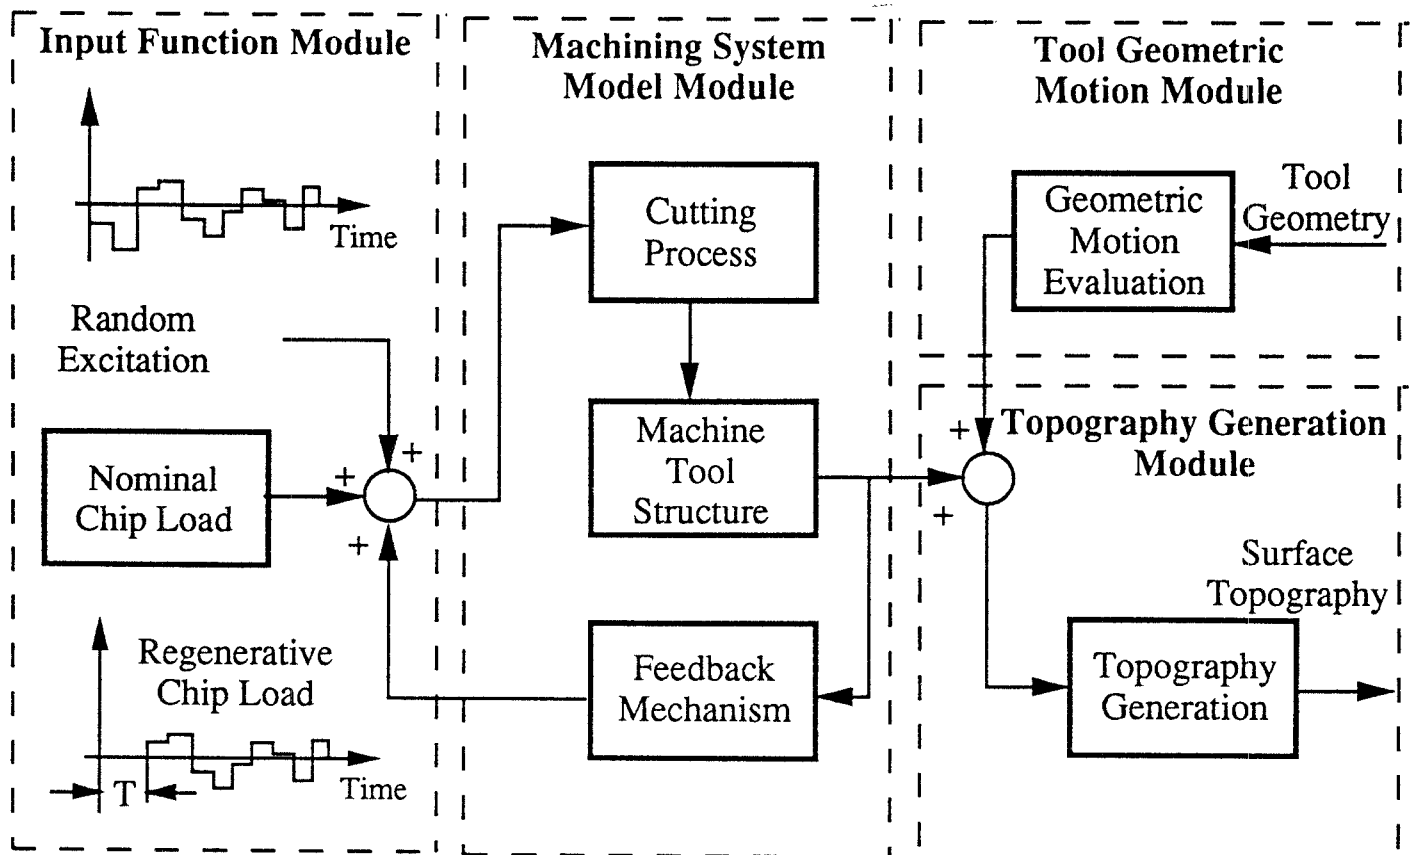 Input Function Module
Time
Random
Excitation
+
+
Nominal
Chip Load
+
Regenerative
Chip Load
T
Time
Machining System
Model Module
Cutting
Process
Machine
Tool
Structure
Feedback
Mechanism
Tool Geometric
Motion Module
Tool
Geometry
Geometric
Motion
Evaluation
+
Topography Generation
Module
+
Surface
Topography
Topography
Generation